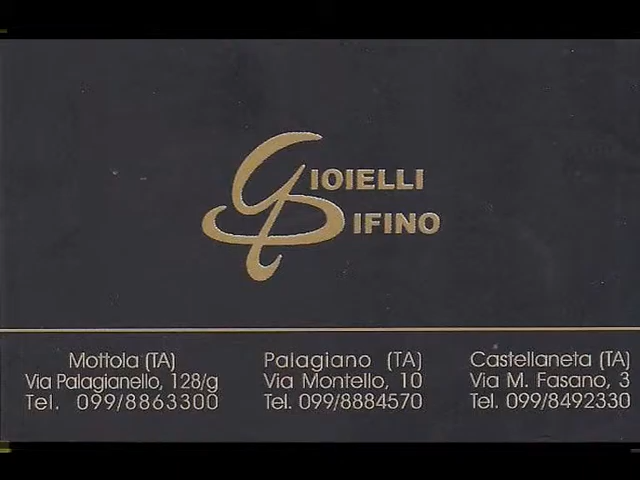 GIOIELLI
DIFINO
Mottola (TA)
Via Palagianello, 128/g
Tel. 099/8863300
Palagiano (TA)
Via Montello, 10
Tel. 099/8884570
Castellaneta (TA)
Via M. Fasano, 3
Tel. 099/8492330